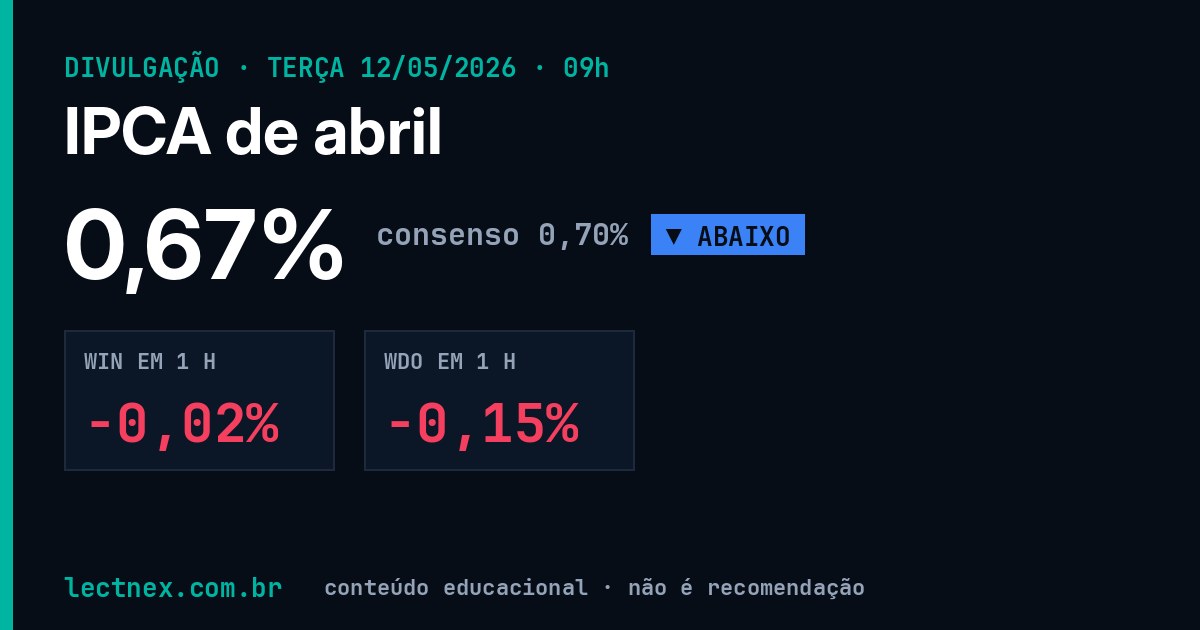 DIVULGAÇÃO · TERÇA 12/05/2026 · 09h
IPCA de abril
0,67% consenso 0,70% ▼ ABAIXO
WIN EM 1 H WDO EM 1 H
-0,02% -0,15%
lectnex.com.br conteúdo educacional · não é recomendação